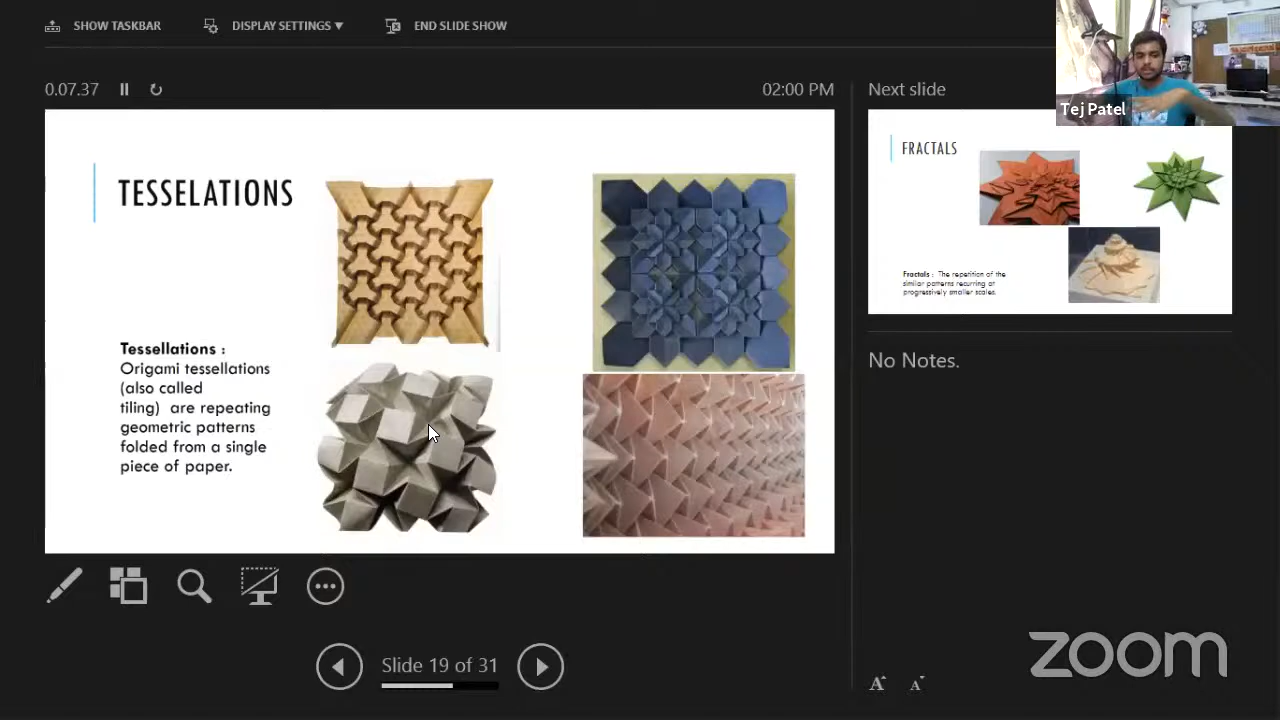 SHOW TASKBAR
DISPLAY SETTINGS ▼
END SLIDE SHOW
0.07.37
02:00 PM
Next slide
Tej Patel
TESSELATIONS
Tessellations :
Origami tessellations
(also called
tiling) are repeating
geometric patterns
folded from a single
piece of paper.
FRACTALS
Fractals : The repetition of the
similar patterns recurring at
progressively smaller scales.
No Notes.
Slide 19 of 31
A A
zoom